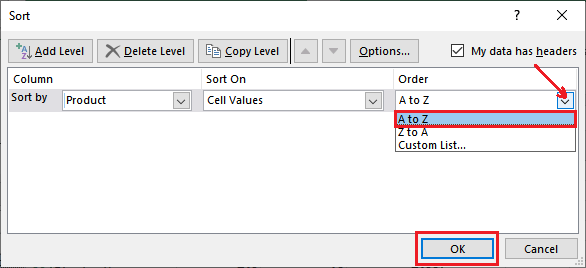 Sort ? ×
Add Level Delete Level Copy Level Options... My data has headers
Column Sort On Order
Sort by Product Cell Values A to Z
A to Z
Z to A
Custom List...
OK Cancel